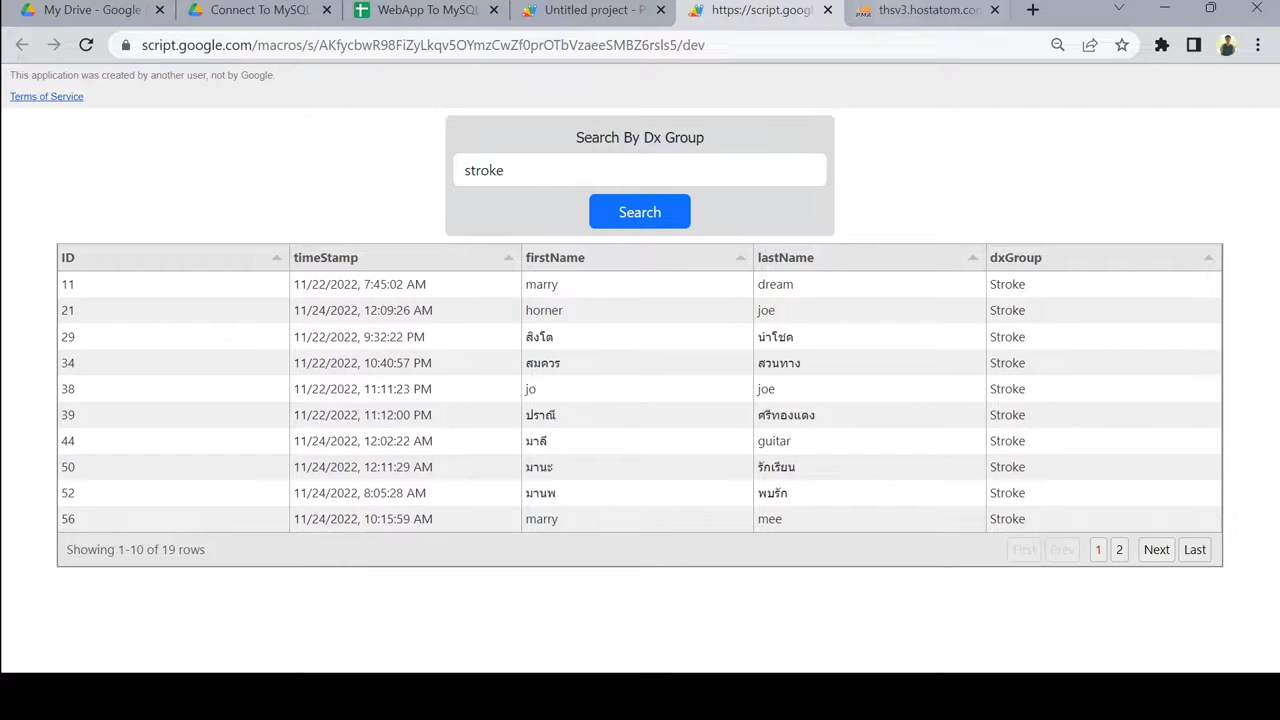 My Drive - Google
Connect To MySQL
WebApp To MySQL
Untitled project - P
https://script.googl
thsv3.hostatom.com
script.google.com/macros/s/AKfycbwR98FiZyLkqv5OYmzCwZf0prOTbVzaeeSMBZ6rsls5/dev
This application was created by another user, not by Google.
Terms of Service
Search By Dx Group
stroke
Search
ID timeStamp firstName lastName dxGroup
11 11/22/2022, 7:45:02 AM marry dream Stroke
21 11/24/2022, 12:09:26 AM horner joe Stroke
29 11/22/2022, 9:32:22 PM สิงโต นำโชค Stroke
34 11/22/2022, 10:40:57 PM สมควร สวนทาง Stroke
38 11/22/2022, 11:11:23 PM jo joe Stroke
39 11/22/2022, 11:12:00 PM ปราณี ศรีทองแดง Stroke
44 11/24/2022, 12:02:22 AM มาลี guitar Stroke
50 11/24/2022, 12:11:29 AM มานะ รักเรียน Stroke
52 11/24/2022, 8:05:28 AM มานพ พบรัก Stroke
56 11/24/2022, 10:15:59 AM marry mee Stroke
Showing 1-10 of 19 rows First Prev 1 2 Next Last